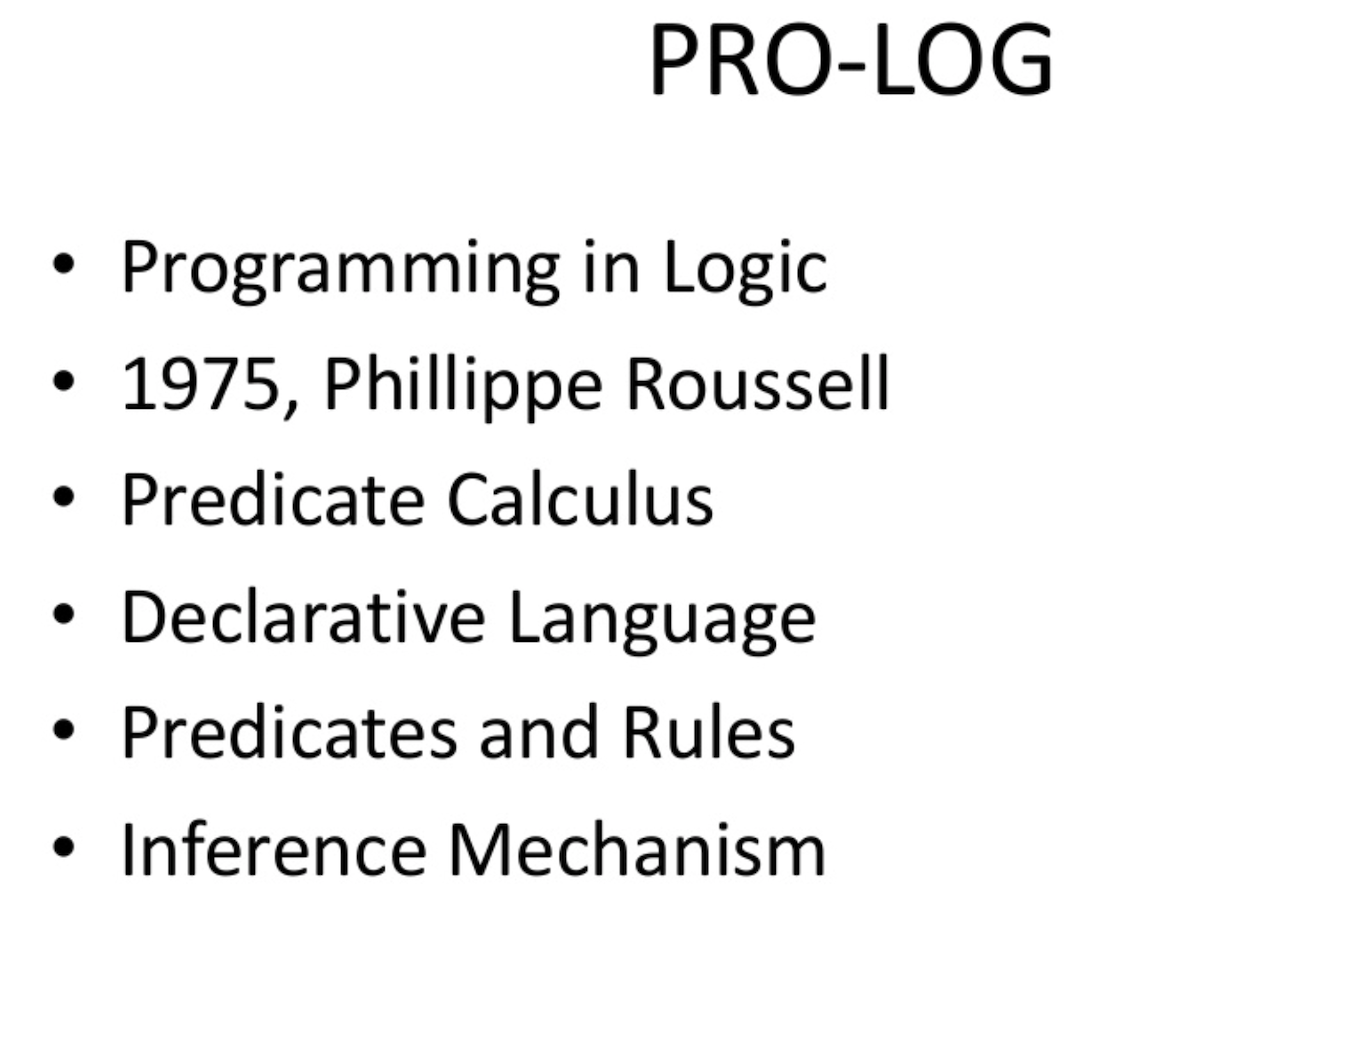 PRO-LOG
• Programming in Logic
• 1975, Phillippe Roussell
• Predicate Calculus
• Declarative Language
• Predicates and Rules
• Inference Mechanism